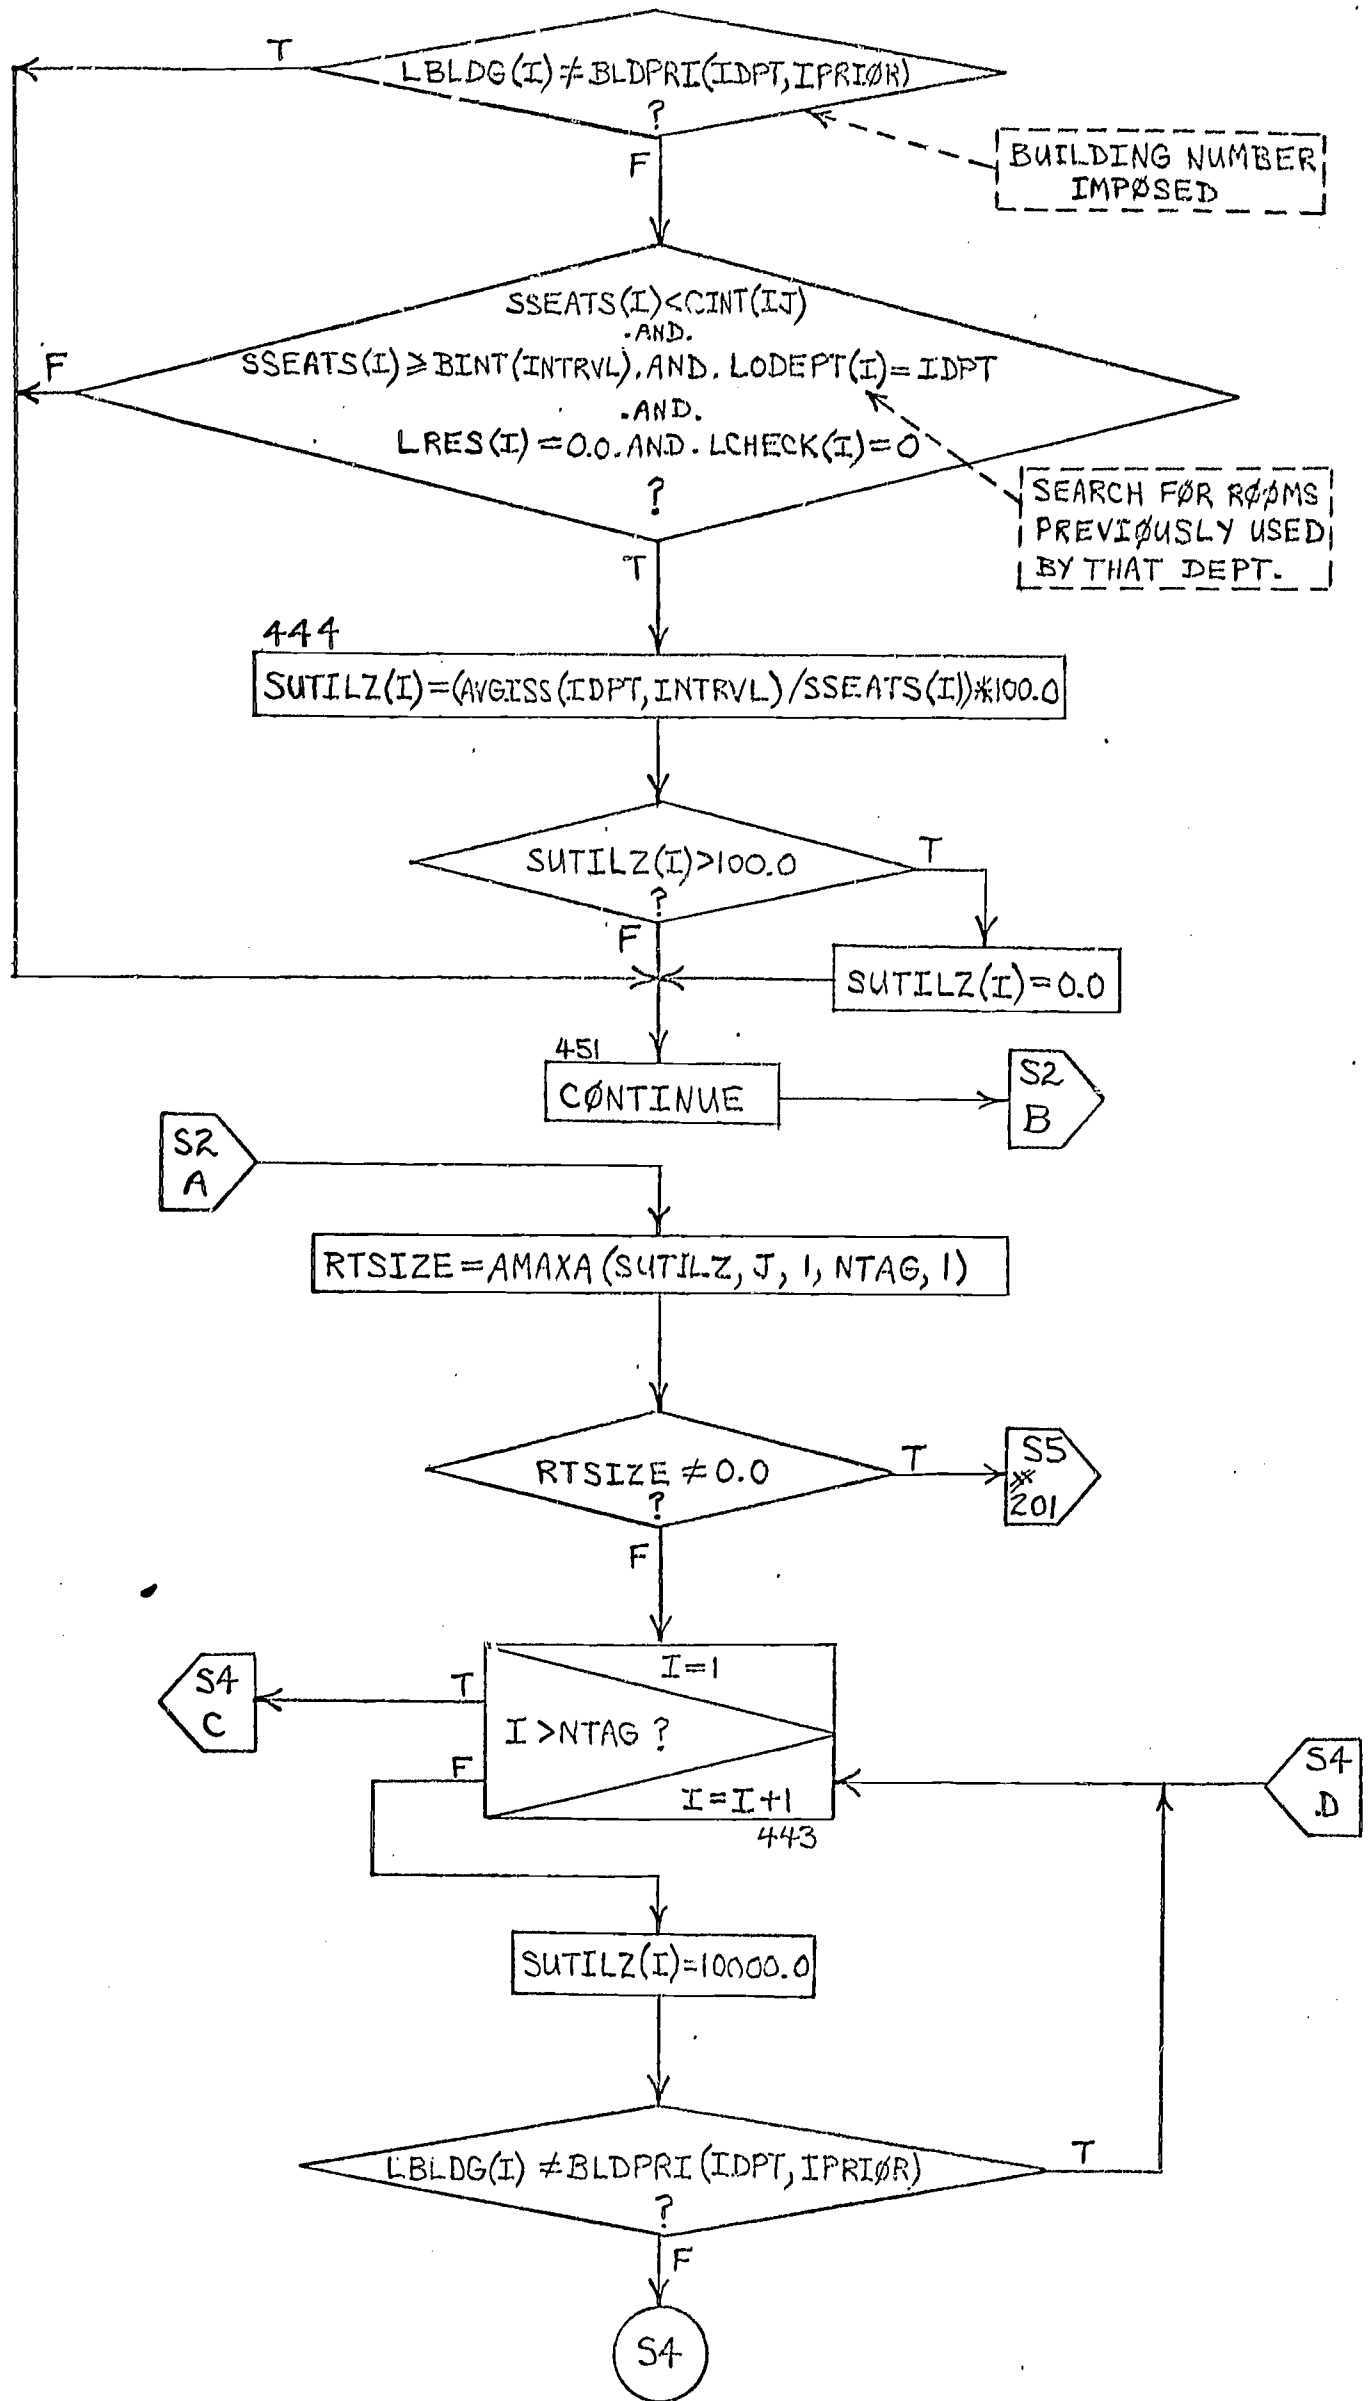 T
LBLDG(I)≠BLDPRI(IDPT,IPRIØR)
?
F
BUILDING NUMBER
IMPØSED
SSEATS(I)<CINT(IJ)
.AND.
F
SSEATS(I)≥BINT(INTRVL).AND.LODEPT(I)=IDPT
.AND.
LRES(I)=0.0.AND.LCHECK(I)=0
?
SEARCH FØR RØØMS
PREVIØUSLY USED
BY THAT DEPT.
T
444
SUTILZ(I)=(AVGISS(IDPT,INTRVL)/SSEATS(I))*100.0
SUTILZ(I)>100.0
T
?
F
SUTILZ(I)=0.0
451
CØNTINUE
S2
B
S2
A
RTSIZE=AMAXA(SUTILZ,J,1,NTAG,1)
RTSIZE≠0.0
T
?
S5
**
201
F
I=1
S4
C
T
I>NTAG ?
F
I=I+1
S4
D
443
SUTILZ(I)=10000.0
LBLDG(I)≠BLDPRI(IDPT,IPRIØR)
T
?
F
S4